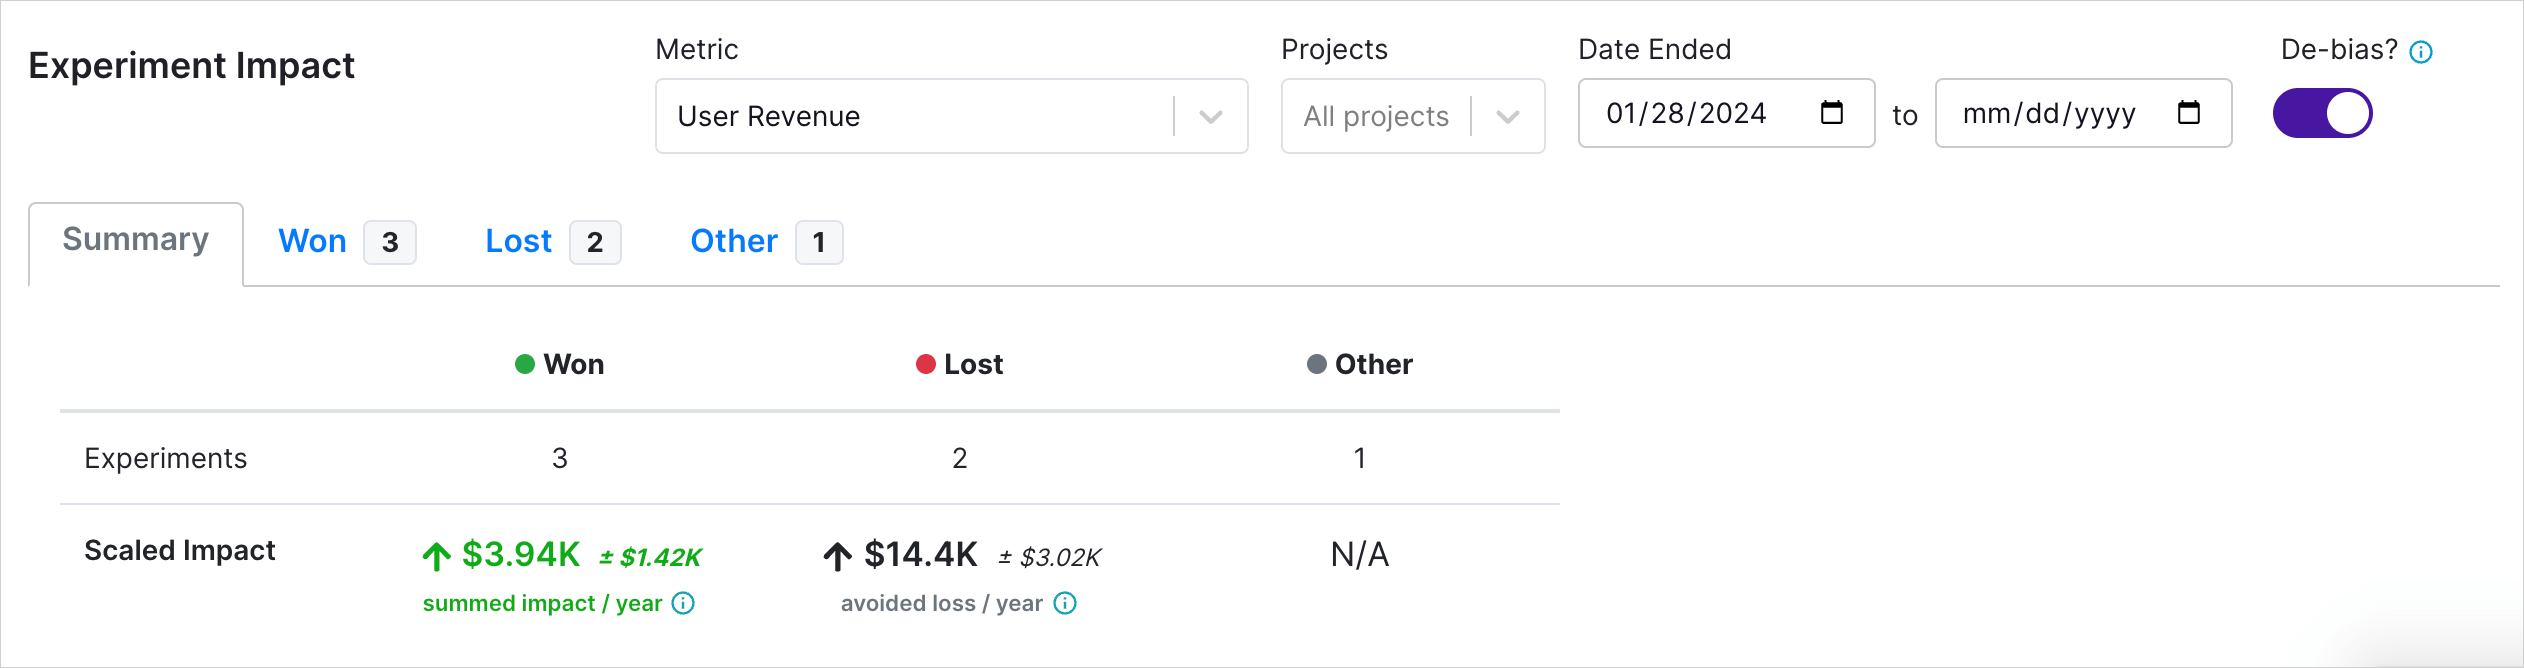 Experiment Impact
Metric
User Revenue
Projects
All projects
Date Ended
01/28/2024 to mm/dd/yyyy
De-bias?
Summary Won 3 Lost 2 Other 1
Won Lost Other
Experiments 3 2 1
Scaled Impact $3.94K ± $1.42K $14.4K ± $3.02K N/A
summed impact / year avoided loss / year